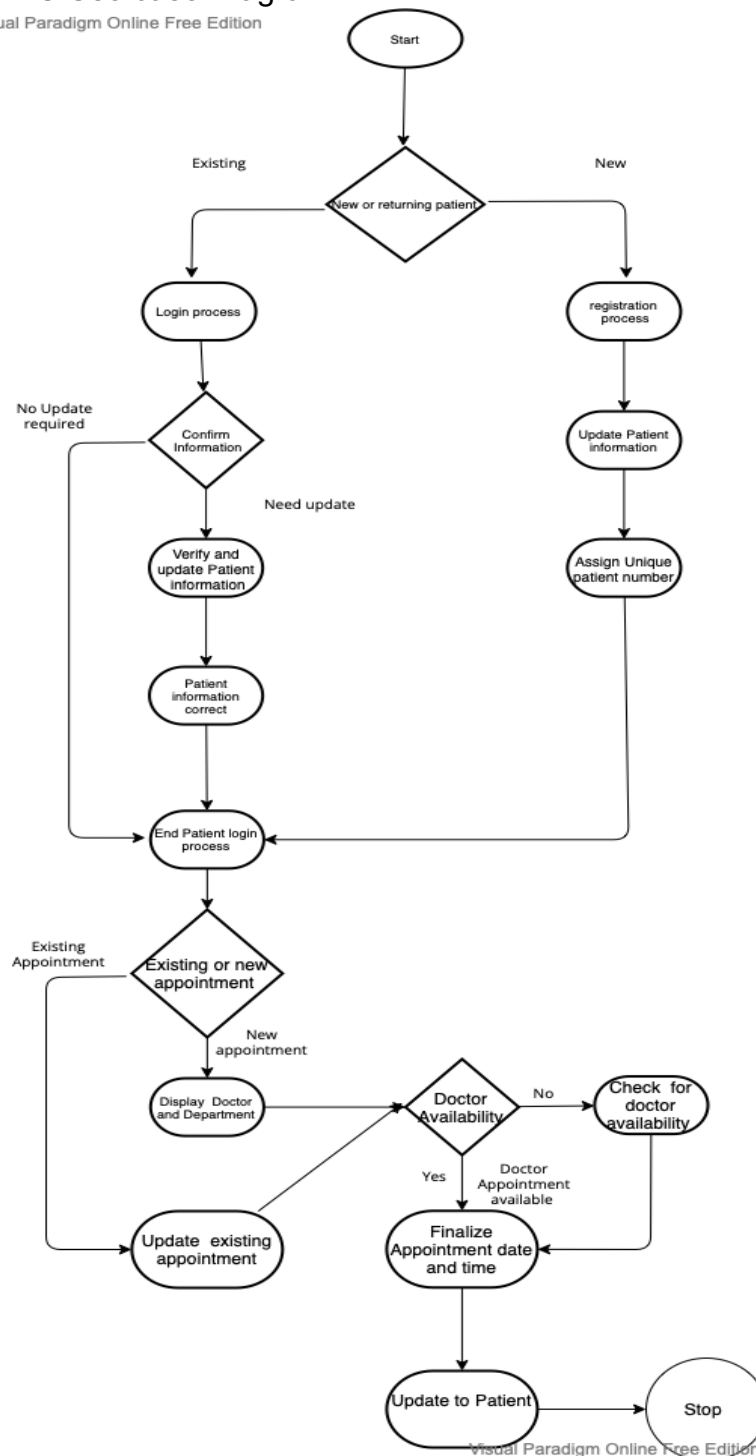 ual Paradigm Online Free Edition
Start
Existing
New
New or returning patient
Login process
registration
process
No Update
required
Confirm
Information
Update Patient
information
Need update
Verify and
update Patient
information
Assign Unique
patient number
Patient
information
correct
End Patient login
process
Existing
Appointment
Existing or new
appointment
New
appointment
Display Doctor
and Department
Doctor
Availability
No
Check for
doctor
availability
Yes
Doctor
Appointment
available
Update existing
appointment
Finalize
Appointment date
and time
Update to Patient
Stop
Visual Paradigm Online Free Edition